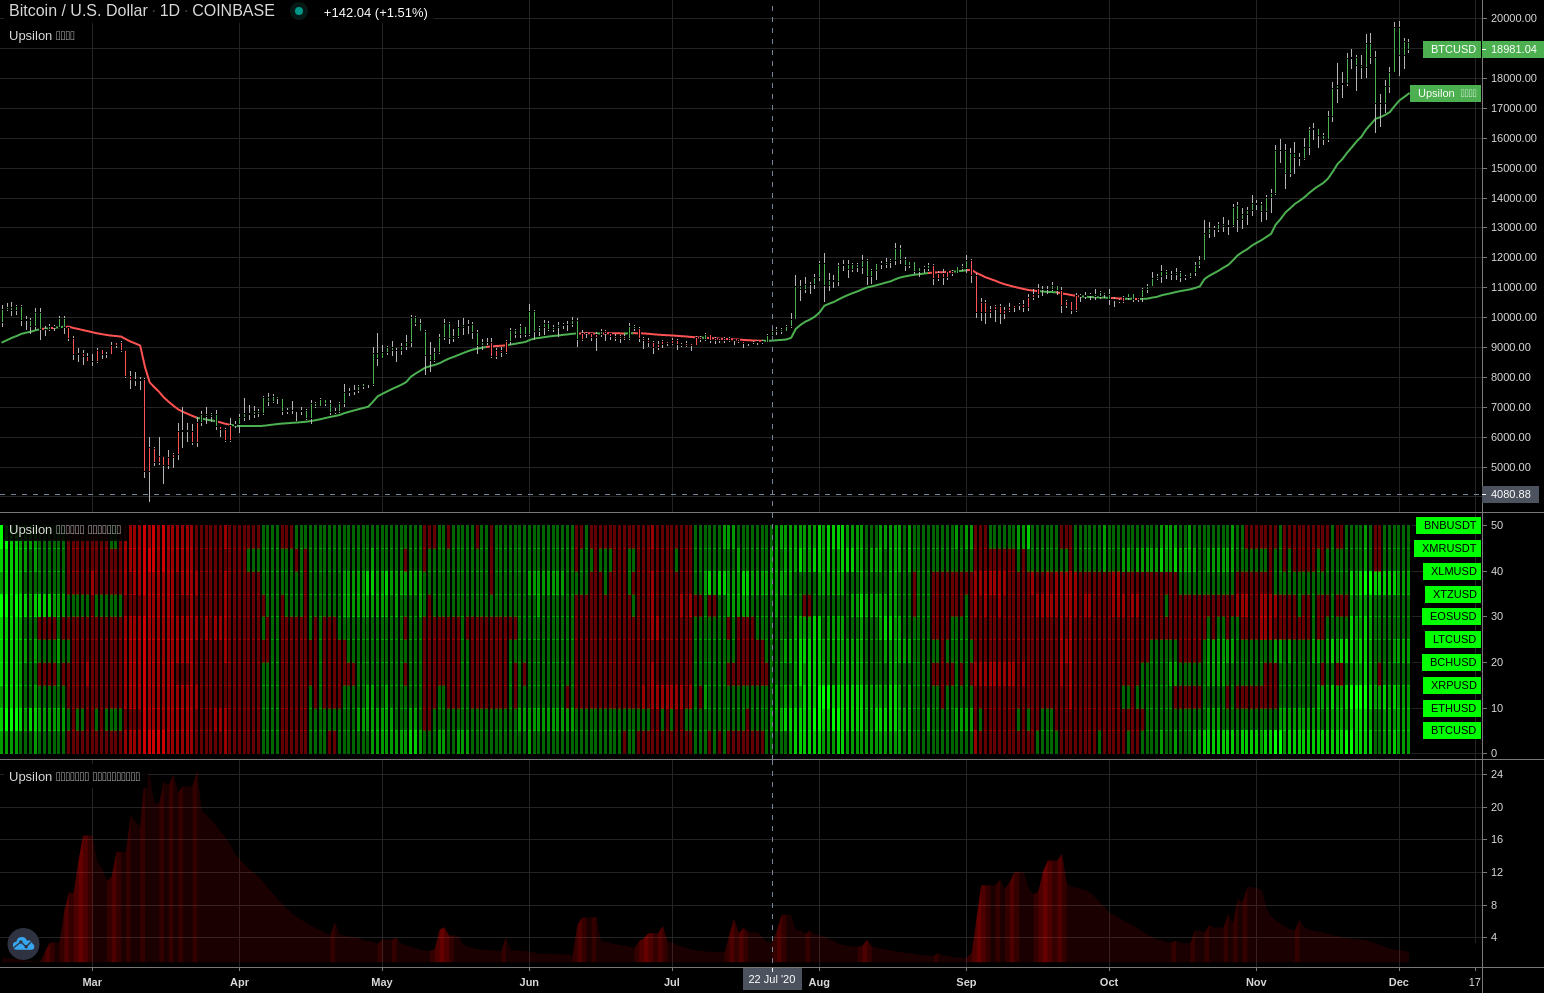 Bitcoin / U.S. Dollar · 1D · COINBASE
+142.04 (+1.51%)
Upsilon
20000.00
BTCUSD 18981.04
18000.00
Upsilon
17000.00
16000.00
15000.00
14000.00
13000.00
12000.00
11000.00
10000.00
9000.00
8000.00
7000.00
6000.00
5000.00
4080.88
Upsilon
BNBUSDT 50
XMRUSDT
XLMUSD 40
XTZUSD
EOSUSD 30
LTCUSD
BCHUSD 20
XRPUSD
ETHUSD 10
BTCUSD
0
Upsilon
24
20
16
12
8
4
Mar Apr May Jun Jul 22 Jul '20 Aug Sep Oct Nov Dec 17